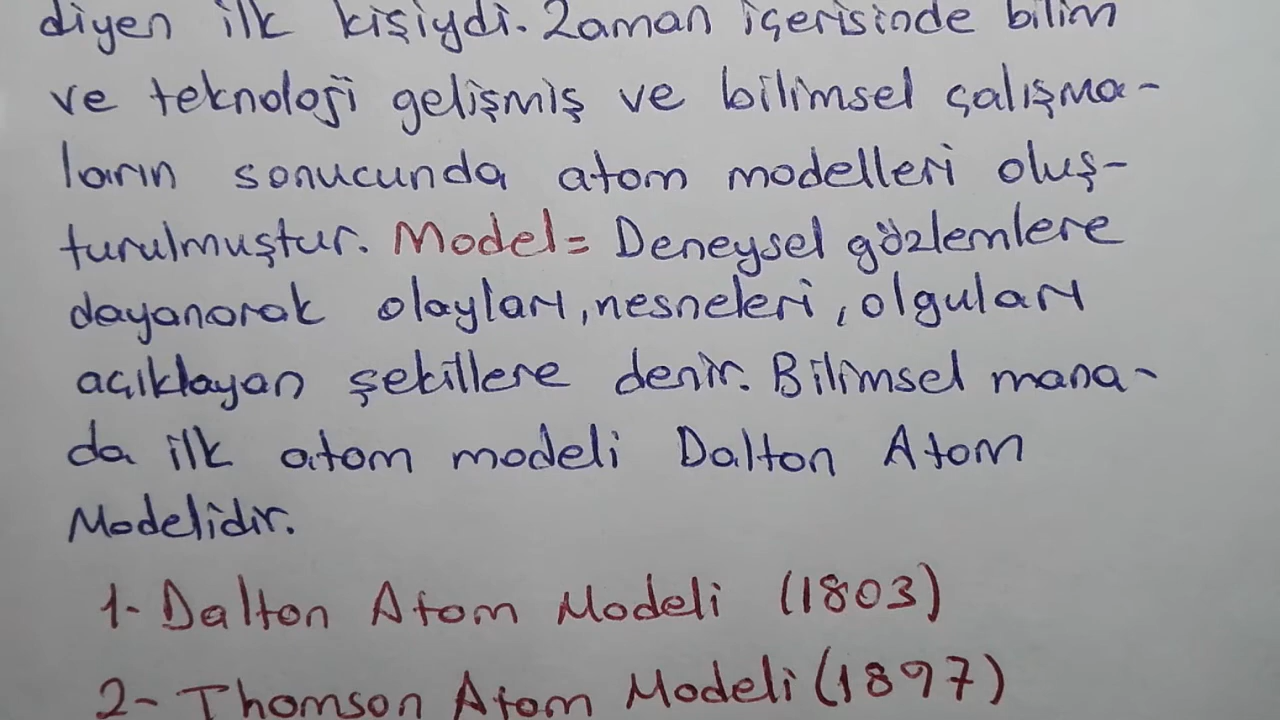 diyen ilk kişiydi. Zaman içerisinde bilim
ve teknoloji gelişmiş ve bilimsel çalışma-
ların sonucunda atom modelleri oluş-
turulmuştur. Model= Deneysel gözlemlere
dayanarak olayları, nesneleri, olguları
açıklayan şekillere denir. Bilimsel mana-
da ilk atom modeli Dalton Atom
Modelidir.
1- Dalton Atom Modeli (1803)
2- Thomson Atom Modeli (1897)